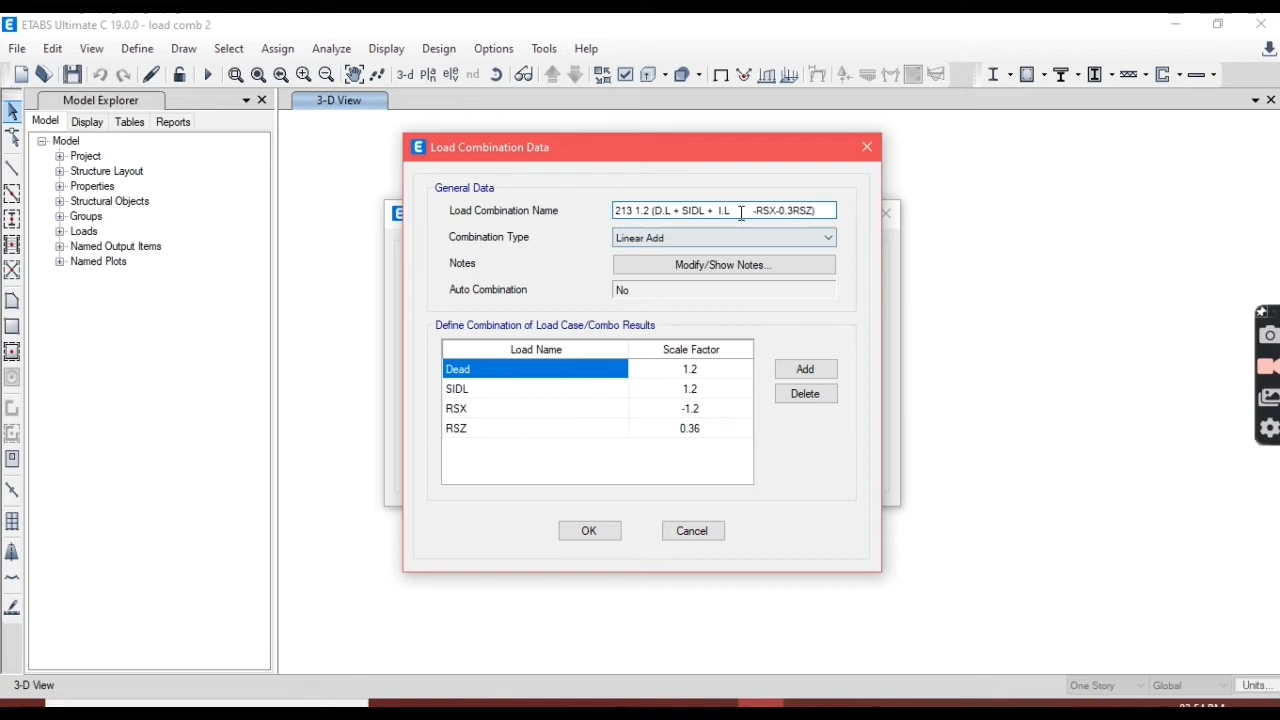 ETABS Ultimate C 19.0.0 - load comb 2
File Edit View Define Draw Select Assign Analyze Display Design Options Tools Help
3-d nd
Model Explorer
3-D View
Model Display Tables Reports
Model
Project
Structure Layout
Properties
Structural Objects
Groups
Loads
Named Output Items
Named Plots
Load Combination Data
General Data
Load Combination Name 213 1.2 (D.L + SIDL + I.L -RSX-0.3RSZ)
Combination Type Linear Add
Notes Modify/Show Notes...
Auto Combination No
Define Combination of Load Case/Combo Results
Load Name Scale Factor
Dead 1.2
SIDL 1.2
RSX -1.2
RSZ 0.36
Add
Delete
OK Cancel
3-D View One Story Global Units...